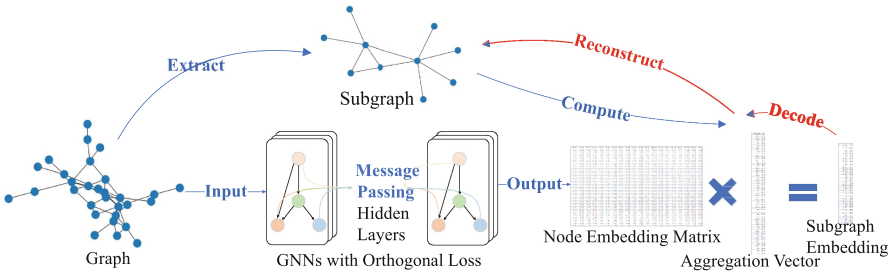 Extract
Subgraph
Reconstruct
Compute
Decode
Graph
Input
Message
Passing
Hidden
Layers
GNNs with Orthogonal Loss
Output
Node Embedding Matrix
Aggregation Vector
Subgraph
Embedding